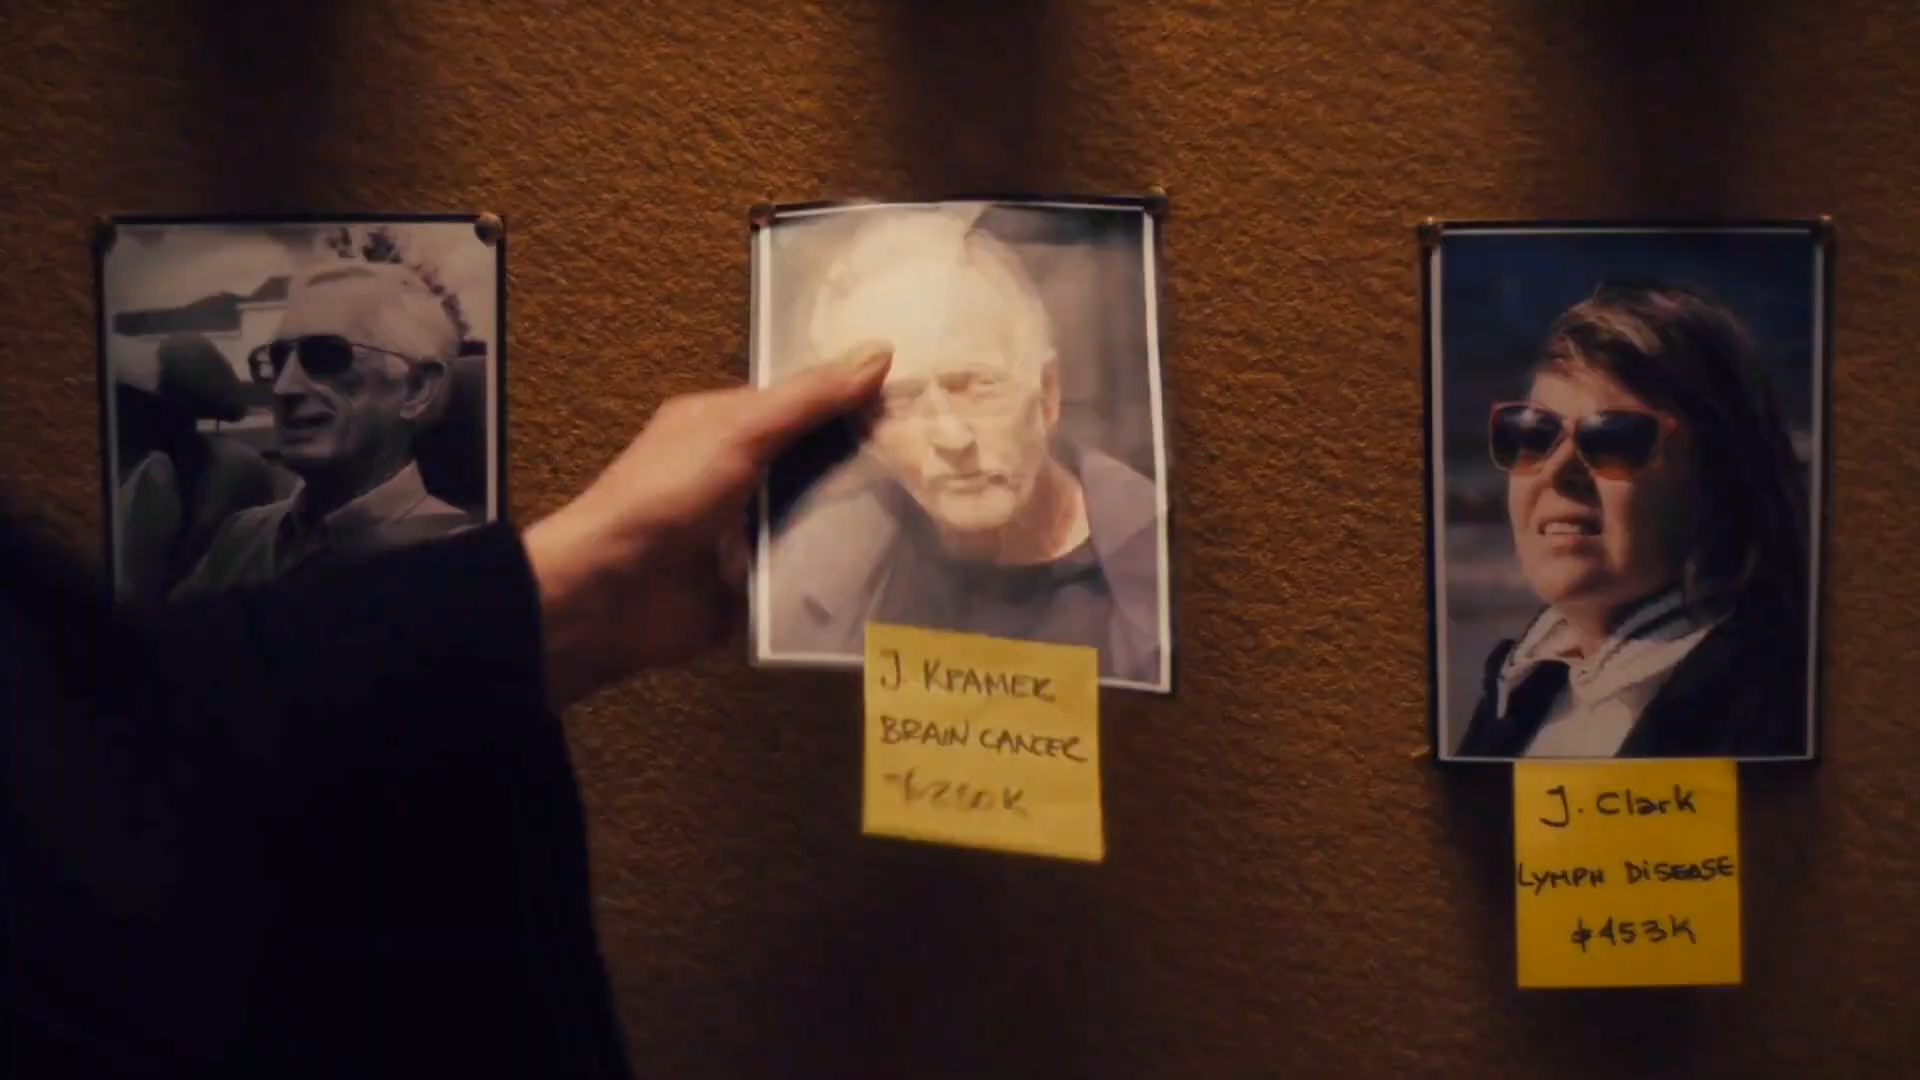 J. KRAMER
BRAIN CANCER
J. Clark
LYMPH DISEASE
$453K